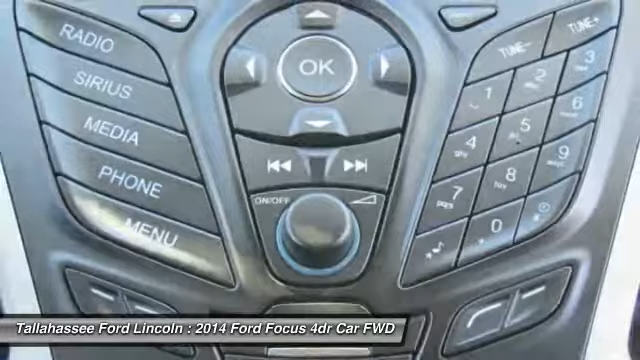 RADIO
SIRIUS
MEDIA
PHONE
MENU
OK
ON/OFF
TUNE-
TUNE+
1
2
3
4
5
6
7
8
9
0
Tallahassee Ford Lincoln : 2014 Ford Focus 4dr Car FWD